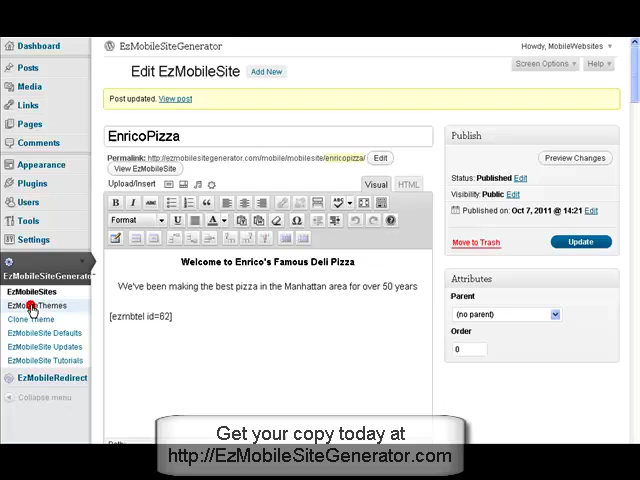 Dashboard
EzMobileSiteGenerator
Howdy, MobileWebsites
Posts
Media
Links
Pages
Comments
Appearance
Plugins
Users
Tools
Settings
EzMobileSiteGenerator
EzMobileSites
EzMobileThemes
Clone Theme
EzMobileSite Defaults
EzMobileSite Updates
EzMobileSite Tutorials
EzMobileRedirect
Collapse menu
Edit EzMobileSite
Add New
Screen Options
Help
Post updated. View post
EnricoPizza
Permalink: http://ezmobilesitegenerator.com/mobile/mobilesite/enricopizza/ Edit
View EzMobileSite
Upload/Insert
Visual
HTML
B I ABC
ABC
Format
U A
Welcome to Enrico's Famous Deli Pizza
We've been making the best pizza in the Manhattan area for over 50 years
[ezmbtel id=62]
Publish
Preview Changes
Status: Published Edit
Visibility: Public Edit
Published on: Oct 7, 2011 @ 14:21 Edit
Move to Trash
Update
Attributes
Parent
(no parent)
Order
0
Get your copy today at
http://EzMobileSiteGenerator.com